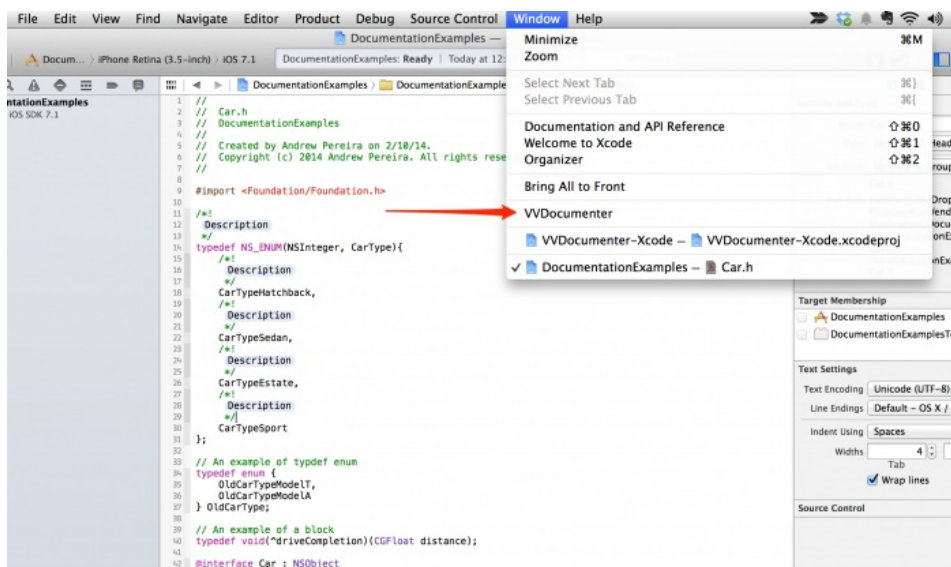 File Edit View Find Navigate Editor Product Debug Source Control Window Help
DocumentationExamples —
Docum... › iPhone Retina (3.5-inch) › iOS 7.1
DocumentationExamples: Ready | Today at 12:
ntationExamples
iOS SDK 7.1
DocumentationExamples › DocumentationExample
Minimize ⌘M
Zoom
Select Next Tab ⌘}
Select Previous Tab ⌘{
Documentation and API Reference ⇧⌘0
Welcome to Xcode ⇧⌘1
Organizer ⇧⌘2
Bring All to Front
VVDocumenter
VVDocumenter-Xcode — VVDocumenter-Xcode.xcodeproj
✓ DocumentationExamples — Car.h
1 //
2 // Car.h
3 // DocumentationExamples
4 //
5 // Created by Andrew Pereira on 2/10/14.
6 // Copyright (c) 2014 Andrew Pereira. All rights rese
7 //
8
9 #import <Foundation/Foundation.h>
10
11 /*!
12 Description
13 */
14 typedef NS_ENUM(NSInteger, CarType){
15 /*!
16 Description
17 */
18 CarTypeHatchback,
19 /*!
20 Description
21 */
22 CarTypeSedan,
23 /*!
24 Description
25 */
26 CarTypeEstate,
27 /*!
28 Description
29 */
30 CarTypeSport
31 };
32
33 // An example of typdef enum
34 typedef enum {
35 OldCarTypeModelT,
36 OldCarTypeModelA
37 } OldCarType;
38
39 // An example of a block
40 typedef void(^driveCompletion)(CGFloat distance);
41
42 @interface Car : NSObject
Target Membership
DocumentationExamples
DocumentationExamplesT
Text Settings
Text Encoding Unicode (UTF-8)
Line Endings Default – OS X /
Indent Using Spaces
Widths 4
Tab
Wrap lines
Source Control